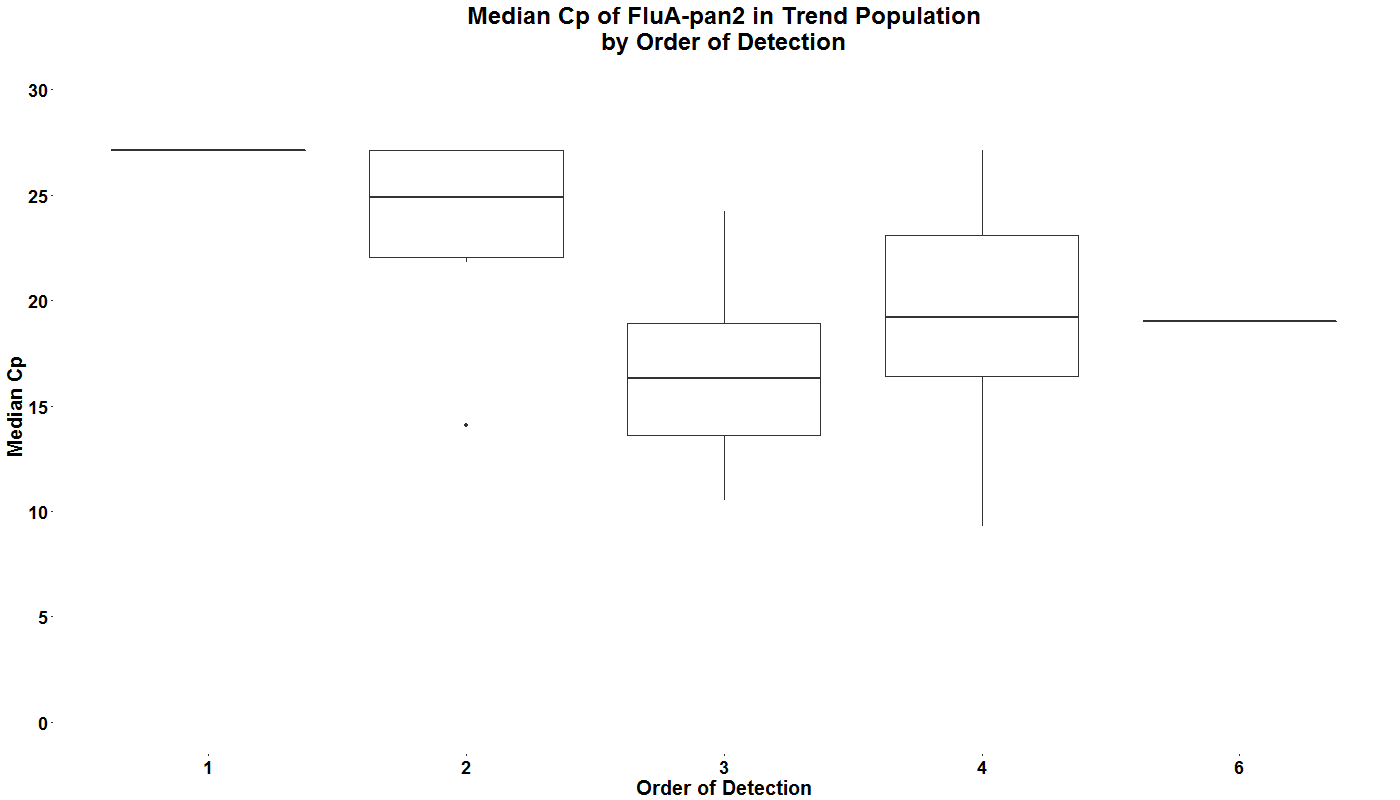 Median Cp of FluA-pan2 in Trend Population
by Order of Detection
30
25
20
15
10
5
0
Median Cp
1 2 3 4 6
Order of Detection